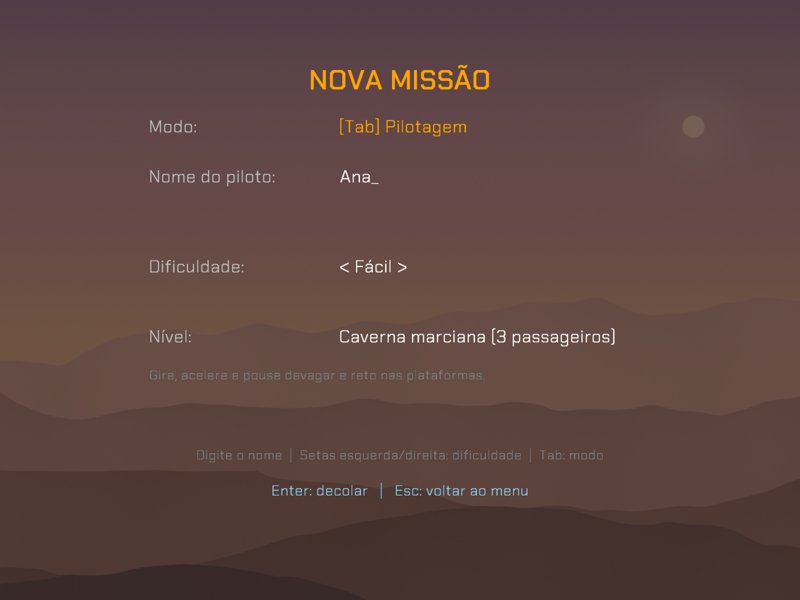 NOVA MISSÃO
Modo: [Tab] Pilotagem
Nome do piloto: Ana_
Dificuldade: < Fácil >
Nível: Caverna marciana (3 passageiros)
Gire, acelere e pouse devagar e reto nas plataformas.
Digite o nome | Setas esquerda/direita: dificuldade | Tab: modo
Enter: decolar | Esc: voltar ao menu